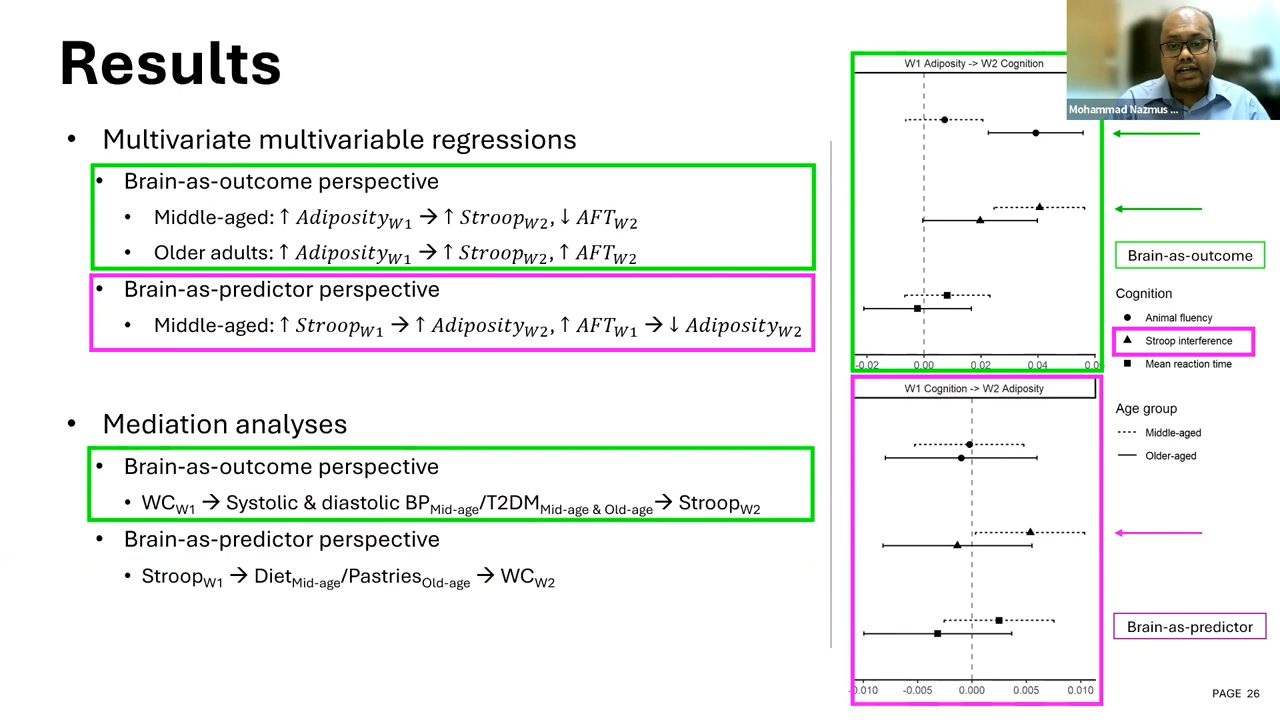 Results
• Multivariate multivariable regressions
• Brain-as-outcome perspective
• Middle-aged: ↑ Adiposity_W1 → ↑ Stroop_W2, ↓ AFT_W2
• Older adults: ↑ Adiposity_W1 → ↑ Stroop_W2, ↑ AFT_W2
• Brain-as-predictor perspective
• Middle-aged: ↑ Stroop_W1 → ↑ Adiposity_W2, ↑ AFT_W1 → ↓ Adiposity_W2
• Mediation analyses
• Brain-as-outcome perspective
• WC_W1 → Systolic & diastolic BP_Mid-age/T2DM_Mid-age & Old-age → Stroop_W2
• Brain-as-predictor perspective
• Stroop_W1 → Diet_Mid-age/Pastries_Old-age → WC_W2
W1 Adiposity -> W2 Cognition
-0.02 0.00 0.02 0.04
W1 Cognition -> W2 Adiposity
-0.005 0.000 0.005 0.010
Mohammad Nazmus ...
Brain-as-outcome
Cognition
Animal fluency
Stroop interference
Mean reaction time
Age group
Middle-aged
Older-aged
Brain-as-predictor
PAGE 26